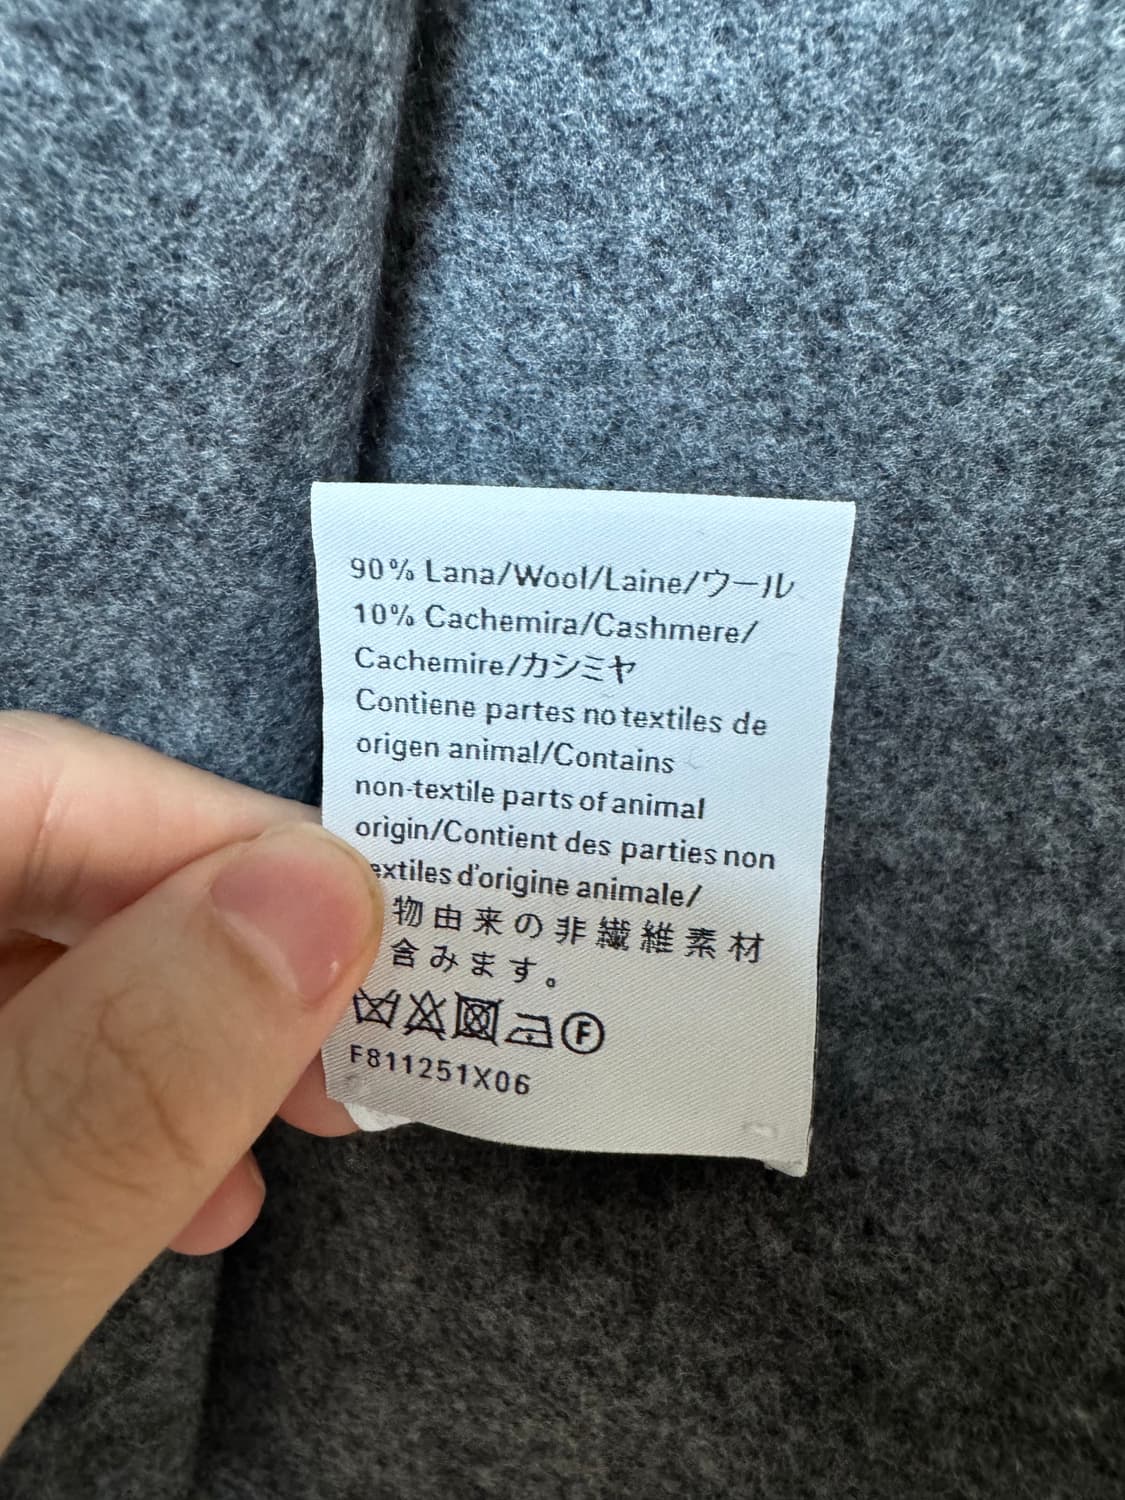 90% Lana/Wool/Laine/ウール
10% Cachemira/Cashmere/
Cachemire/カシミヤ
Contiene partes no textiles de
origen animal/Contains
non-textile parts of animal
origin/Contient des parties non
extiles d'origine animale/
物由来の非繊維素材
含みます。
F
F811251X06